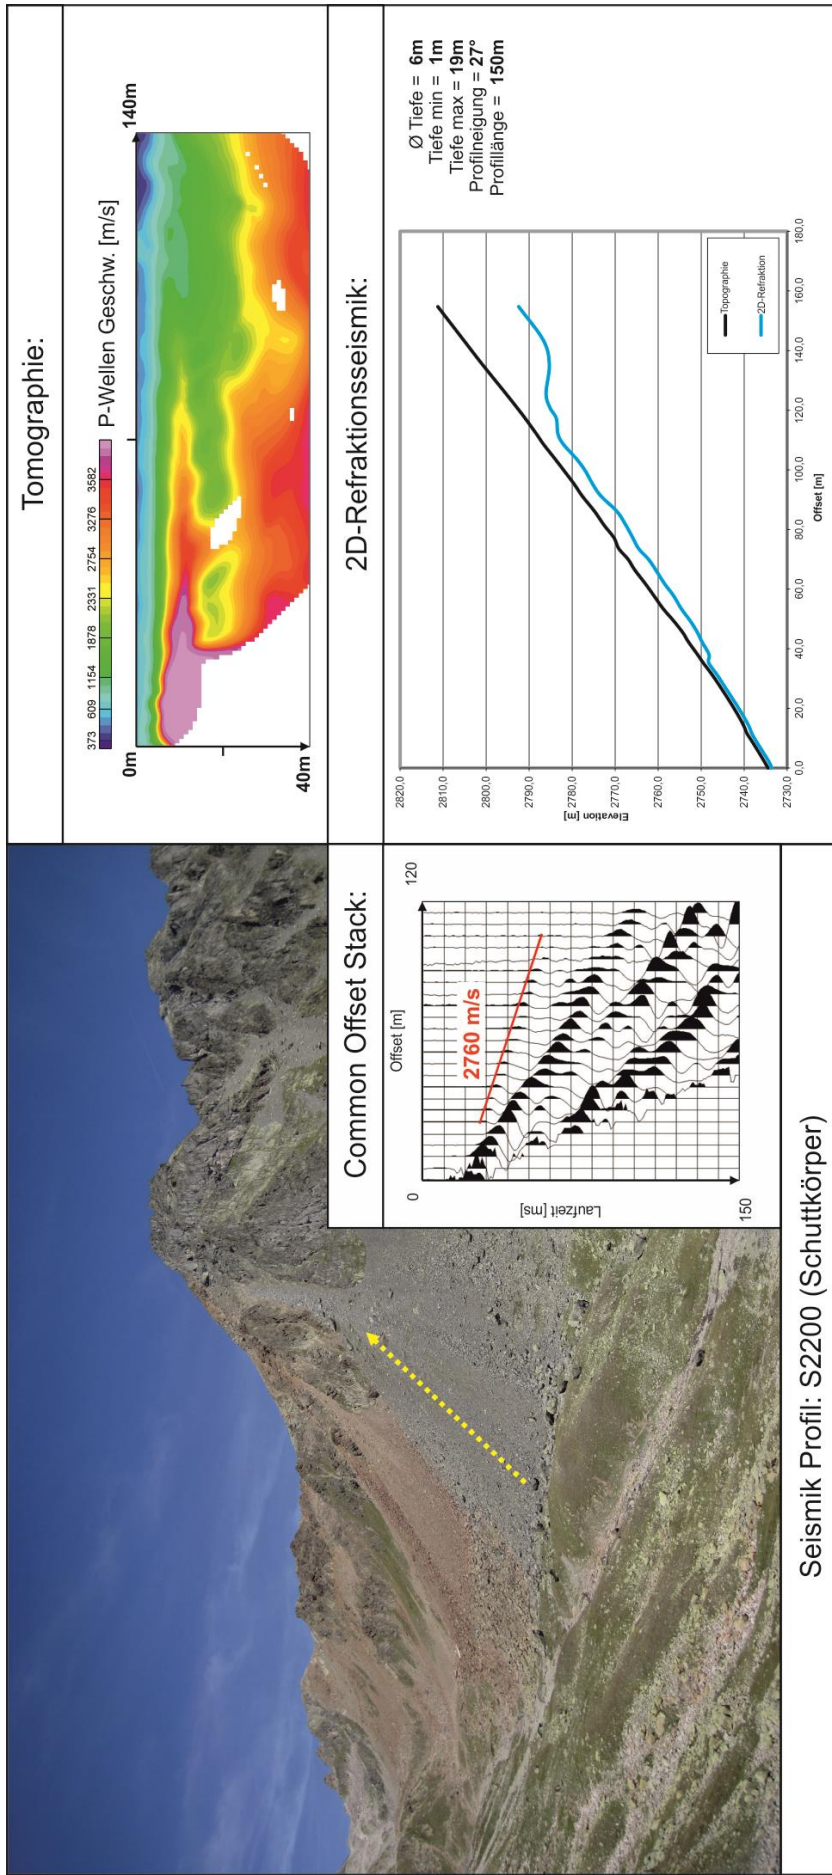 Tomographie:
373 609 1154 1878 2331 2754 3276 3582
P-Wellen Geschw. [m/s]
0m
140m
40m
Common Offset Stack:
Offset [m]
0
120
2760 m/s
Laufzeit [ms]
150
2D-Refraktionsseismik:
2820,0
2810,0
2800,0
2790,0
2780,0
2770,0
2760,0
2750,0
2740,0
2730,0
Elevation [m]
0,0 20,0 40,0 60,0 80,0 100,0 120,0 140,0 160,0 180,0
Offset [m]
Topographie
2D-Refraktion
Ø Tiefe = 6m
Tiefe min = 1m
Tiefe max = 19m
Profilneigung = 27°
Profillänge = 150m
Seismik Profil: S2200 (Schuttkörper)